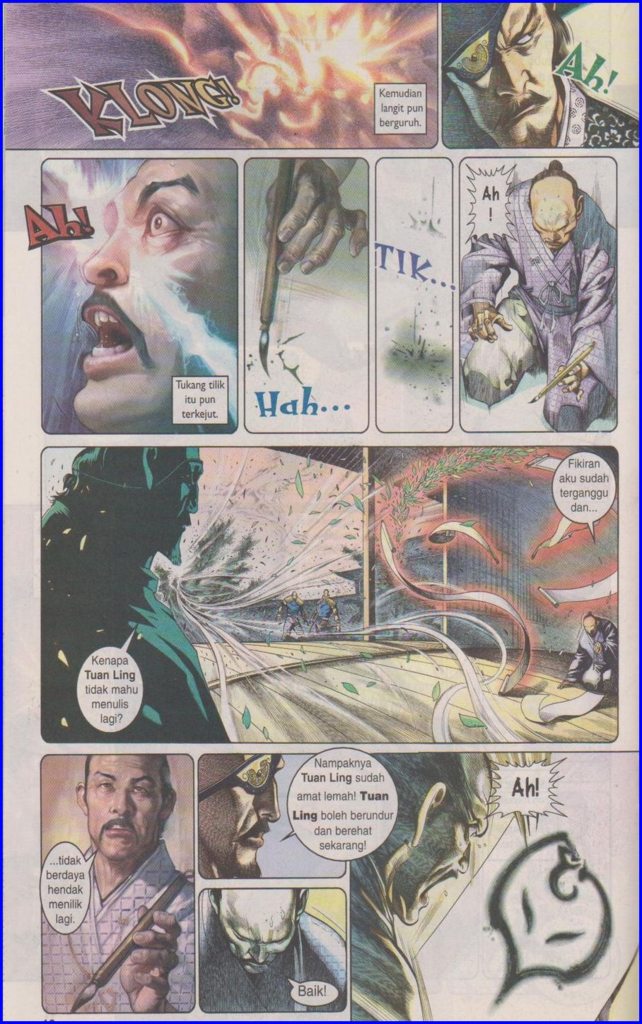 KLONG!
Kemudian
langit pun
berguruh.
Ah!
Ah!
Tukang tilik
itu pun
terkejut.
Hah...
TIK...
Ah
!
Fikiran
aku sudah
terganggu
dan...
Kenapa
Tuan Ling
tidak mahu
menulis
lagi?
...tidak
berdaya
hendak
menilik
lagi.
Nampaknya
Tuan Ling sudah
amat lemah! Tuan
Ling boleh berundur
dan berehat
sekarang!
Baik!
Ah!